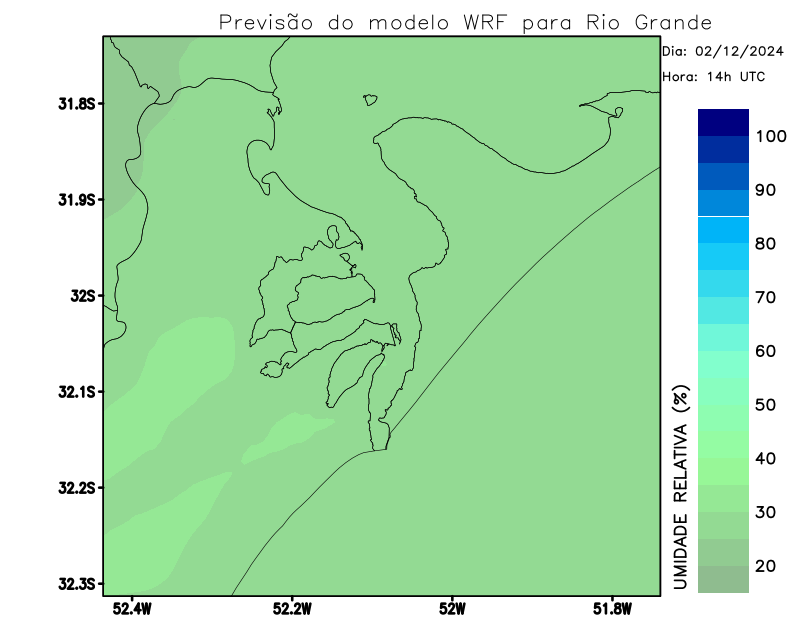 Previsão do modelo WRF para Rio Grande
Dia: 02/12/2024
Hora: 14h UTC
31.8S
31.9S
32S
32.1S
32.2S
32.3S
52.4W
52.2W
52W
51.8W
UMIDADE RELATIVA (%)
100
90
80
70
60
50
40
30
20